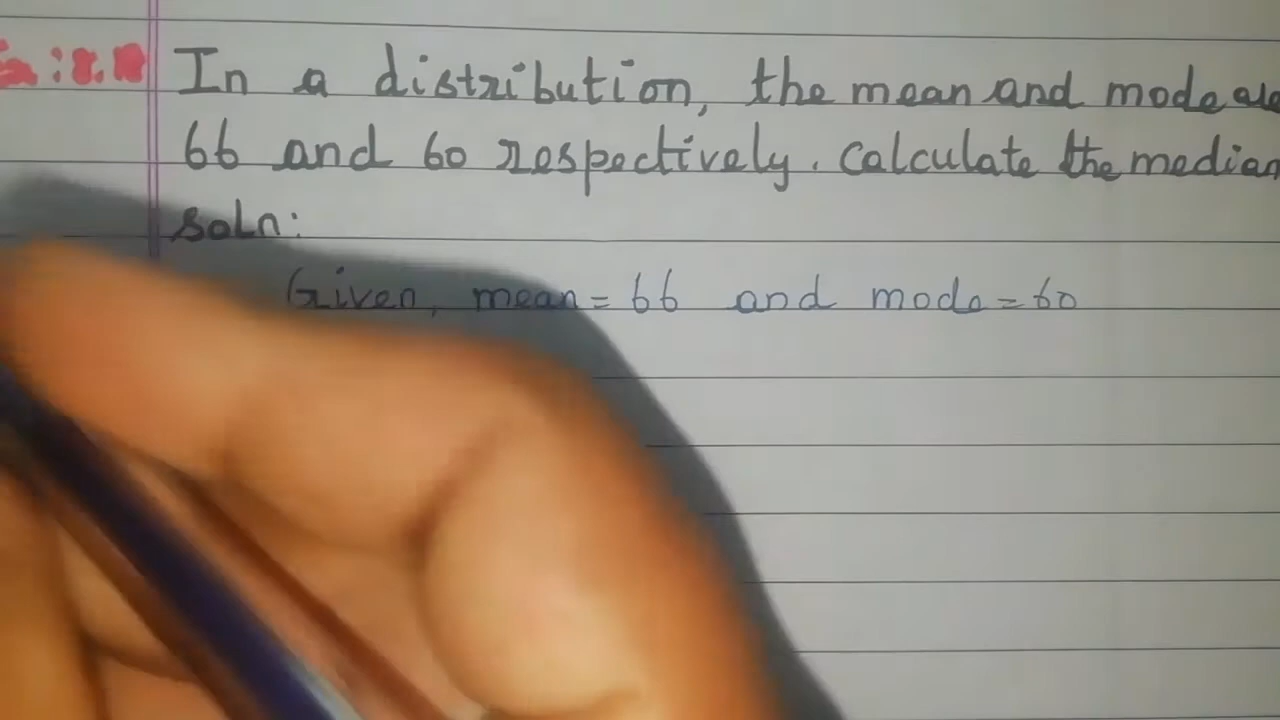 In a distribution, the mean and mode are
66 and 60 respectively. Calculate the median
Soln:
Given, mean = 66 and mode = 60